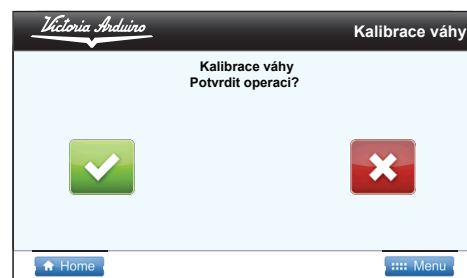 Victoria Arduino
Kalibrace váhy
Kalibrace váhy
Potvrdit operaci?
Home
Menu